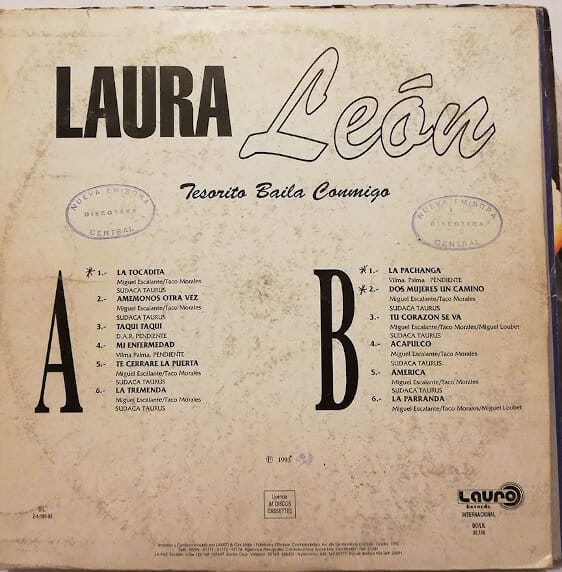 LAURA León
Tesorito Baila Conmigo
NUEVA EMISORA
DISCOTECA
CENTRAL
NUEVA EMISORA
DISCOTECA
CENTRAL
A
* 1.- LA TOCADITA
Miguel Escalante/Taco Morales
SUDACA TAURUS
2.- AMEMONOS OTRA VEZ
Miguel Escalante/Taco Morales
SUDACA TAURUS
3.- TAQUI TAQUI
D.A.R. PENDIENTE
4.- MI ENFERMEDAD
Vilma Palma. PENDIENTE
5.- TE CERRARE LA PUERTA
Miguel Escalante/Taco Morales
SUDACA TAURUS
6.- LA TREMENDA
Miguel Escalante/Taco Morales
SUDACA TAURUS
B
* 1.- LA PACHANGA
Vilma, Palma. PENDIENTE
* 2.- DOS MUJERES UN CAMINO
Miguel Escalante/Taco Morales
SUDACA TAURUS
3.- TU CORAZON SE VA
Miguel Escalante/Taco Morales/Miguel Loubet
SUDACA TAURUS
4.- ACAPULCO
Miguel Escalante/Taco Morales
SUDACA TAURUS
5.- AMERICA
Miguel Escalante/Taco Morales
SUDACA TAURUS
6.- LA PARRANDA
Miguel Escalante/Taco Morales/Miguel Loubet
℗ 1993
Licencia
JM DISCOS
CASSETTES
LAURO
Records
INTERNACIONAL